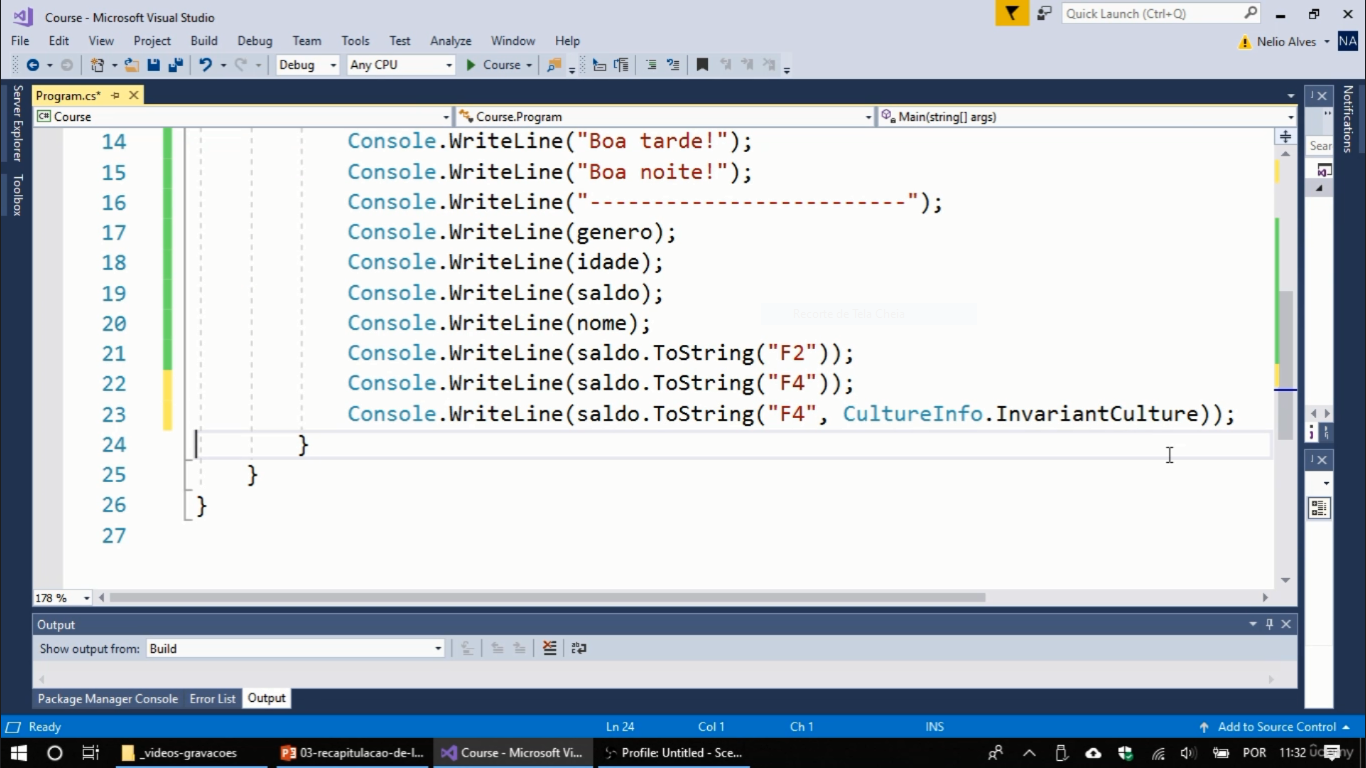 Course - Microsoft Visual Studio
Quick Launch (Ctrl+Q)
File Edit View Project Build Debug Team Tools Test Analyze Window Help
Nelio Alves NA
Debug Any CPU Course
Program.cs*
Course Course.Program Main(string[] args)
Server Explorer
Toolbox
Notifications
Sear
14 Console.WriteLine("Boa tarde!");
15 Console.WriteLine("Boa noite!");
16 Console.WriteLine("-------------------------");
17 Console.WriteLine(genero);
18 Console.WriteLine(idade);
19 Console.WriteLine(saldo);
20 Console.WriteLine(nome);
21 Console.WriteLine(saldo.ToString("F2"));
22 Console.WriteLine(saldo.ToString("F4"));
23 Console.WriteLine(saldo.ToString("F4", CultureInfo.InvariantCulture));
24 }
25 }
26 }
27
178 %
Output
Show output from: Build
Package Manager Console Error List Output
Ready Ln 24 Col 1 Ch 1 INS Add to Source Control
_videos-gravacoes 03-recapitulacao-de-l... Course - Microsoft Vi... Profile: Untitled - Sce... POR 11:32